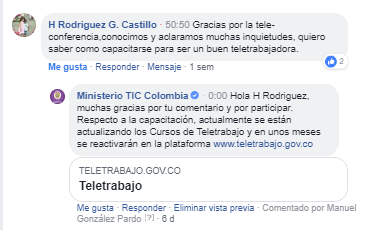 H Rodriguez G. Castillo · 50:50 Gracias por la tele-
conferencia,conocimos y aclaramos muchas inquietudes, quiero
saber como capacitarse para ser un buen teletrabajadora.
Me gusta · Responder · Mensaje · 1 sem
2
Ministerio TIC Colombia · 0:00 Hola H Rodriguez,
muchas gracias por tu comentario y por participar.
Respecto a la capacitación, actualmente se están
actualizando los Cursos de Teletrabajo y en unos meses
se reactivarán en la plataforma www.teletrabajo.gov.co
TELETRABAJO.GOV.CO
Teletrabajo
Me gusta · Responder · Eliminar vista previa · Comentado por Manuel
González Pardo [?] · 6 d